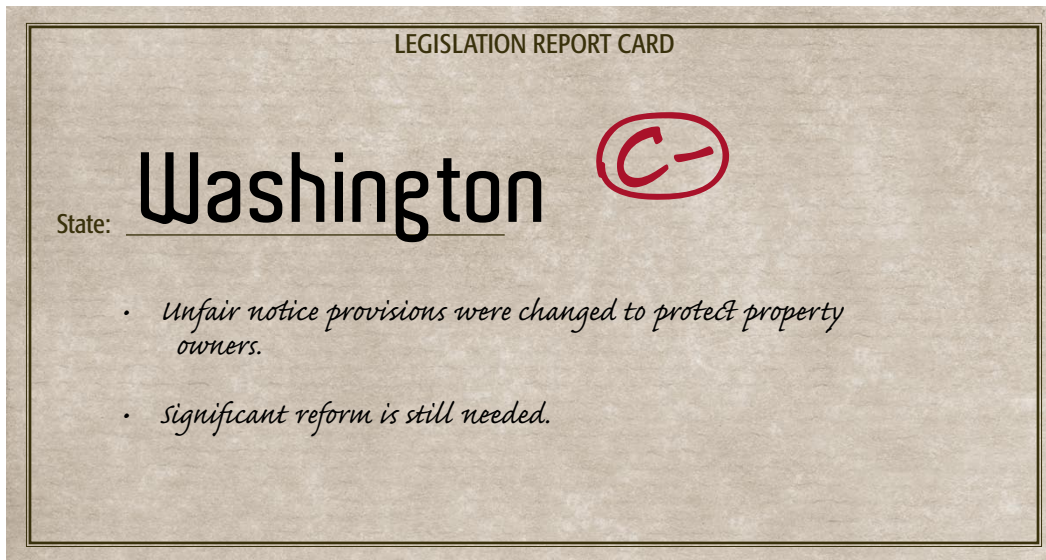 LEGISLATION REPORT CARD
C-
State: Washington
• Unfair notice provisions were changed to protect property
owners.
• Significant reform is still needed.